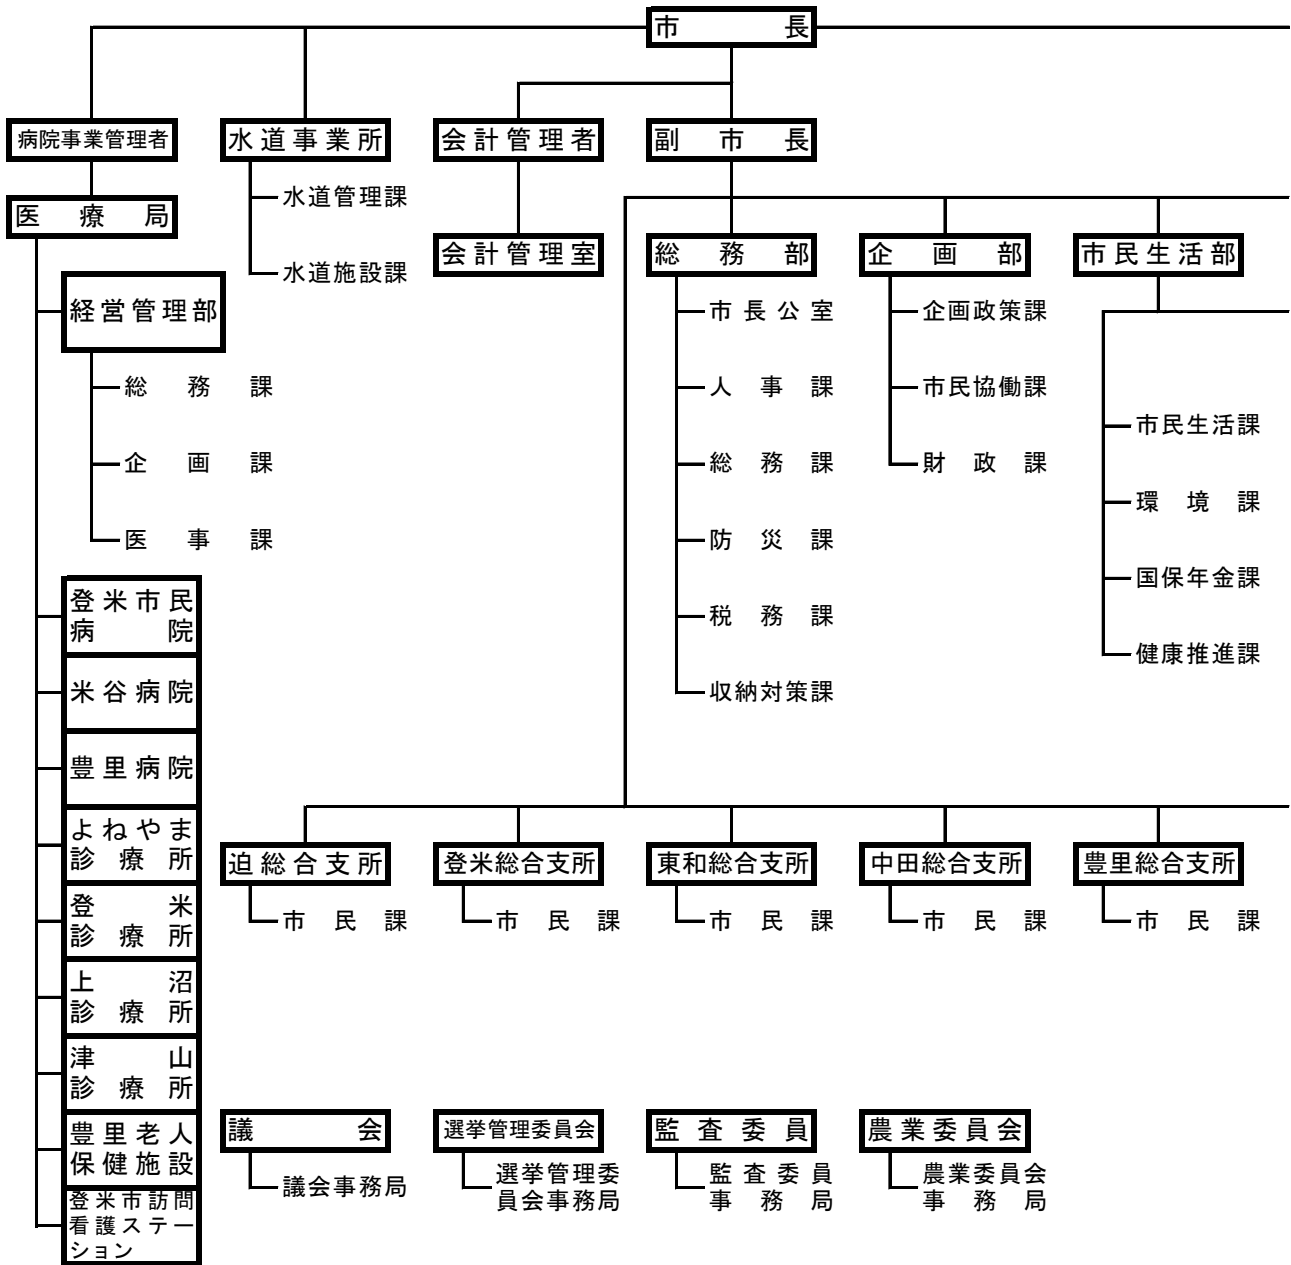 市長
病院事業管理者
水道事業所
会計管理者
副市長
水道管理課
医療局
会計管理室
総務部
企画部
市民生活部
水道施設課
経営管理部
市長公室
企画政策課
総務課
人事課
市民協働課
市民生活課
企画課
総務課
財政課
環境課
医事課
防災課
国保年金課
登米市民
病院
税務課
健康推進課
米谷病院
収納対策課
豊里病院
よねやま
診療所
迫総合支所
登米総合支所
東和総合支所
中田総合支所
豊里総合支所
登米
診療所
市民課
市民課
市民課
市民課
市民課
上沼
診療所
津山
診療所
豊里老人
保健施設
議会
選挙管理委員会
監査委員
農業委員会
議会事務局
選挙管理委
員会事務局
監査委員
事務局
農業委員会
事務局
登米市訪問
看護ステー
ション